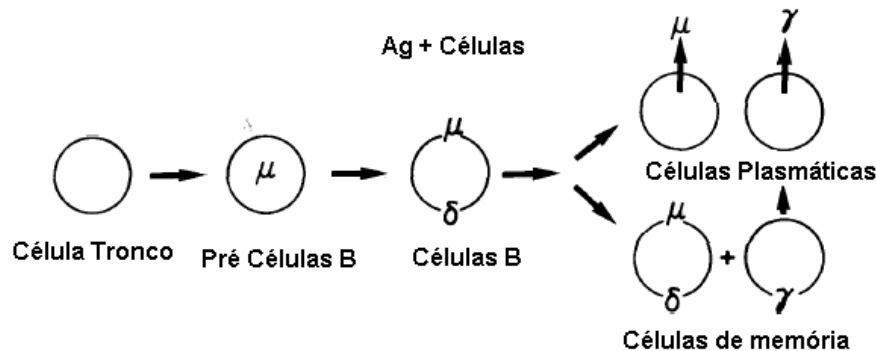 Ag + Células
μ γ
μ
μ
δ
Célula Tronco
Pré Células B
Células B
Células Plasmáticas
μ
+
δ
γ
Células de memória